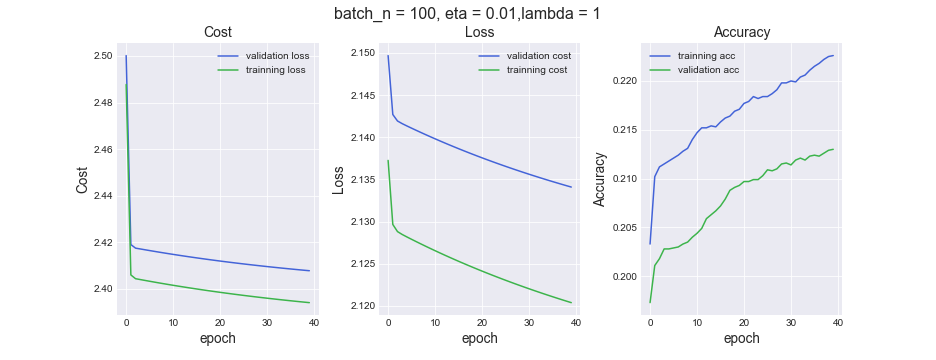 batch_n = 100, eta = 0.01,lambda = 1
Cost
validation loss
trainning loss
2.50
2.48
2.46
2.44
2.42
2.40
Cost
0 10 20 30 40
epoch
Loss
validation cost
trainning cost
2.150
2.145
2.140
2.135
2.130
2.125
2.120
Loss
0 10 20 30 40
epoch
Accuracy
trainning acc
validation acc
0.220
0.215
0.210
0.205
0.200
Accuracy
0 10 20 30 40
epoch